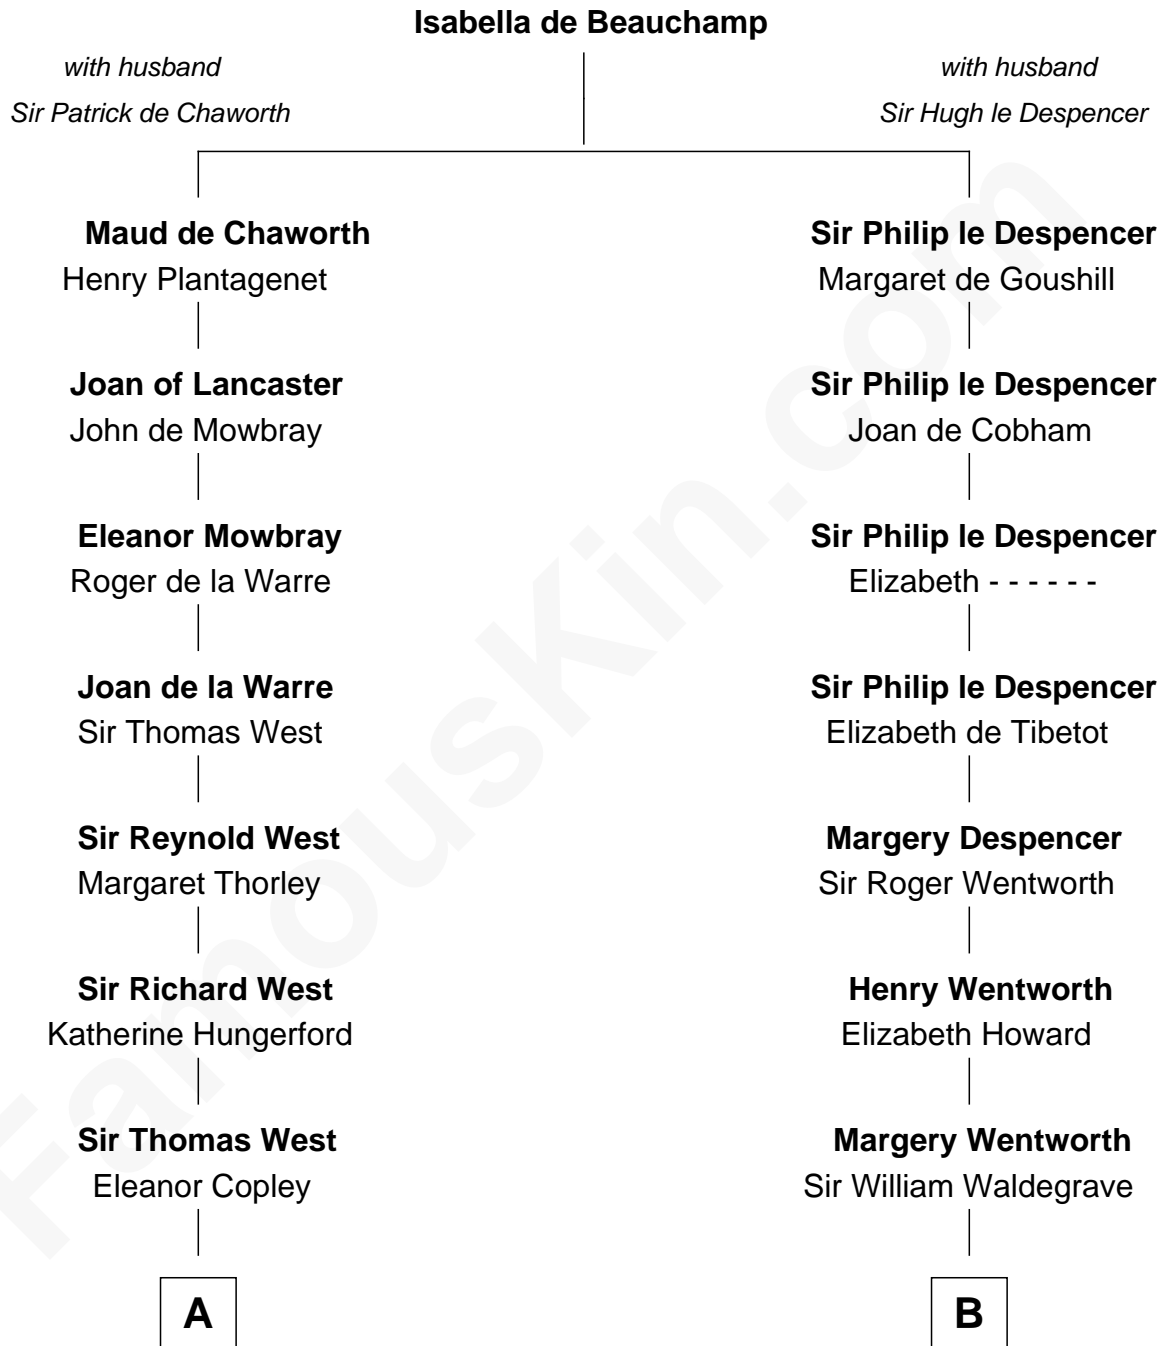 Isabella de Beauchamp
with husband
Sir Patrick de Chaworth
with husband
Sir Hugh le Despencer
Maud de Chaworth
Henry Plantagenet
Sir Philip le Despencer
Margaret de Goushill
Joan of Lancaster
John de Mowbray
Sir Philip le Despencer
Joan de Cobham
Eleanor Mowbray
Roger de la Warre
Sir Philip le Despencer
Elizabeth - - - - - -
Joan de la Warre
Sir Thomas West
Sir Philip le Despencer
Elizabeth de Tibetot
Sir Reynold West
Margaret Thorley
Margery Despencer
Sir Roger Wentworth
Sir Richard West
Katherine Hungerford
Henry Wentworth
Elizabeth Howard
Sir Thomas West
Eleanor Copley
Margery Wentworth
Sir William Waldegrave
A
B
FamousKin.com